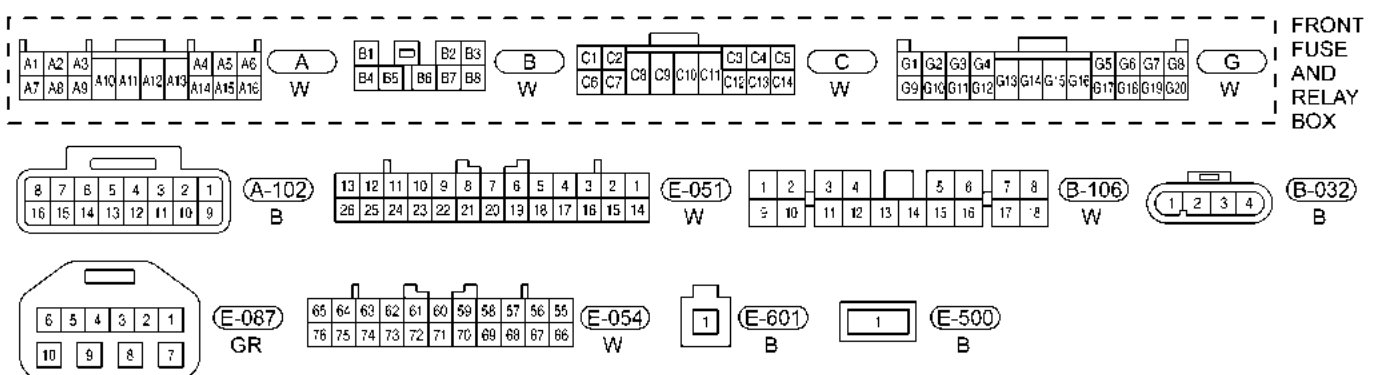 A1 A2 A3 A4 A5 A6
A7 A8 A9 A10 A11 A12 A13 A14 A15 A16
A
W
B1 B2 B3
B4 B5 B6 B7 B8
B
W
C1 C2 C3 C4 C5
C6 C7 C8 C9 C10 C11 C12 C13 C14
C
W
G1 G2 G3 G4 G5 G6 G7 G8
G9 G10 G11 G12 G13 G14 G15 G16 G17 G18 G19 G20
G
W
FRONT
FUSE
AND
RELAY
BOX
8 7 6 5 4 3 2 1
16 15 14 13 12 11 10 9
A-102
B
13 12 11 10 9 8 7 6 5 4 3 2 1
26 25 24 23 22 21 20 19 18 17 16 15 14
E-051
W
1 2 3 4 5 6 7 8
9 10 11 12 13 14 15 16 17 18
B-106
W
1 2 3 4
B-032
B
6 5 4 3 2 1
10 9 8 7
E-087
GR
65 64 63 62 61 60 59 58 57 56 55
76 75 74 73 72 71 70 69 68 67 66
E-054
W
1
E-601
B
1
E-500
B